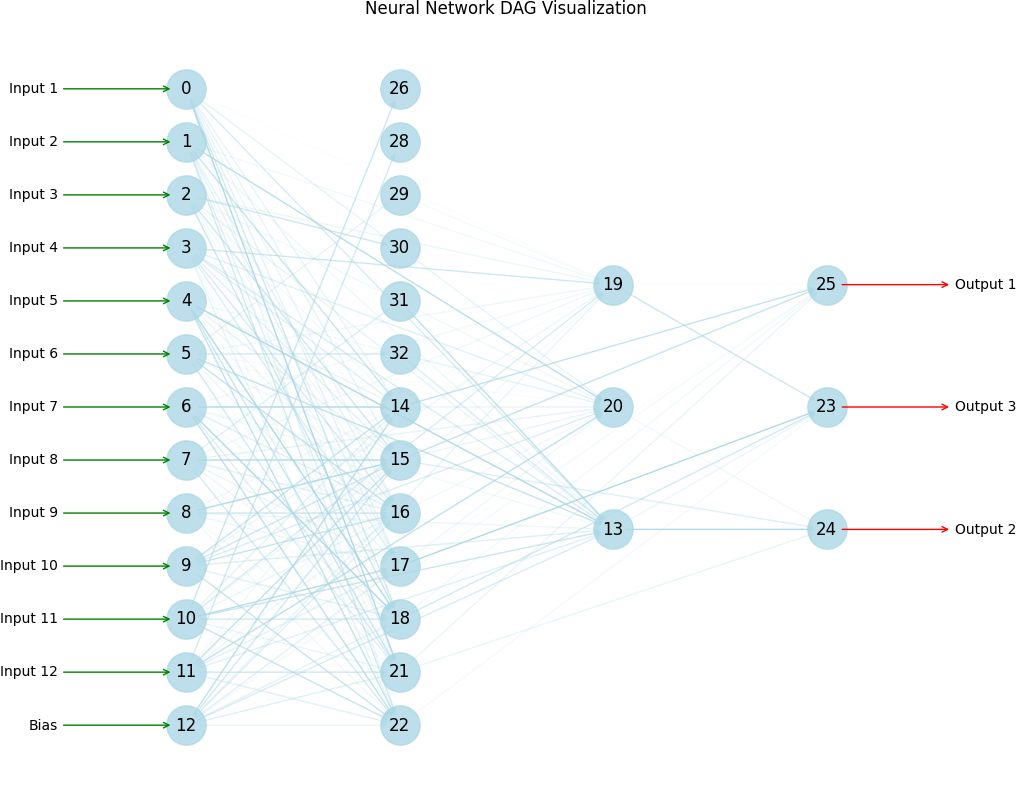 Neural Network DAG Visualization
Input 1 0 26
Input 2 1 28
Input 3 2 29
Input 4 3 30
19 25 Output 1
Input 5 4 31
Input 6 5 32
Input 7 6 14 20 23 Output 3
Input 8 7 15
Input 9 8 16
13 24 Output 2
Input 10 9 17
Input 11 10 18
Input 12 11 21
Bias 12 22